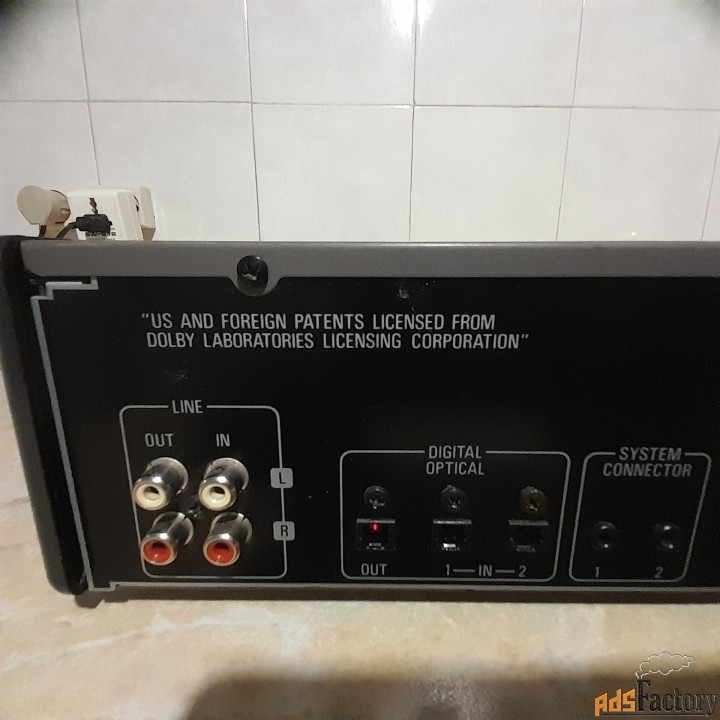 "US AND FOREIGN PATENTS LICENSED FROM
DOLBY LABORATORIES LICENSING CORPORATION"
LINE
OUT IN
L
R
DIGITAL
OPTICAL
OUT 1 — IN — 2
SYSTEM
CONNECTOR
1 2
AdsFactory